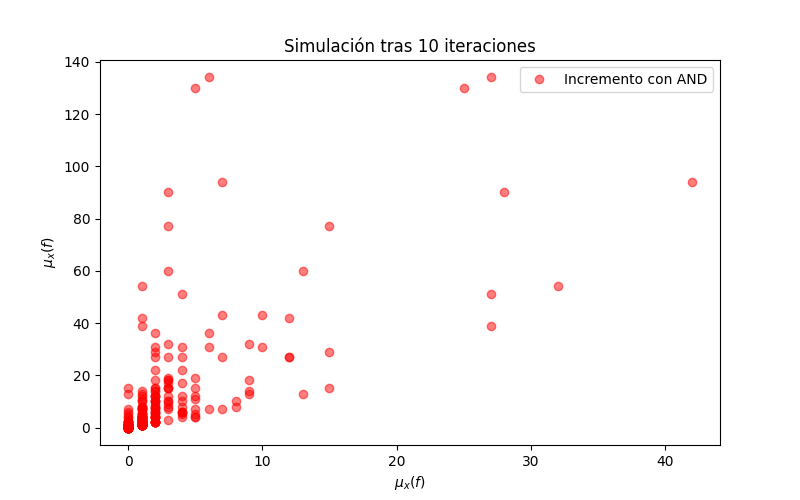 Simulación tras 10 iteraciones
Incremento con AND
140
120
100
80
60
40
20
0
μₓ(f)
0 10 20 30 40
μₓ(f)